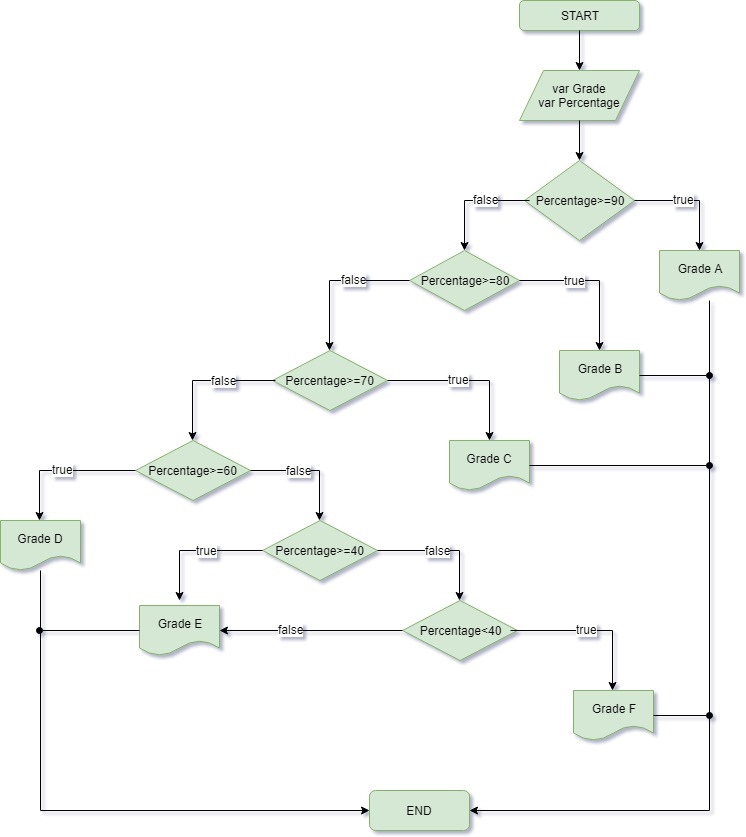 START
var Grade
var Percentage
false
Percentage>=90
true
Grade A
false
Percentage>=80
true
Grade B
false
Percentage>=70
true
Grade C
true
Percentage>=60
false
Grade D
true
Percentage>=40
false
Grade E
false
Percentage<40
true
Grade F
END